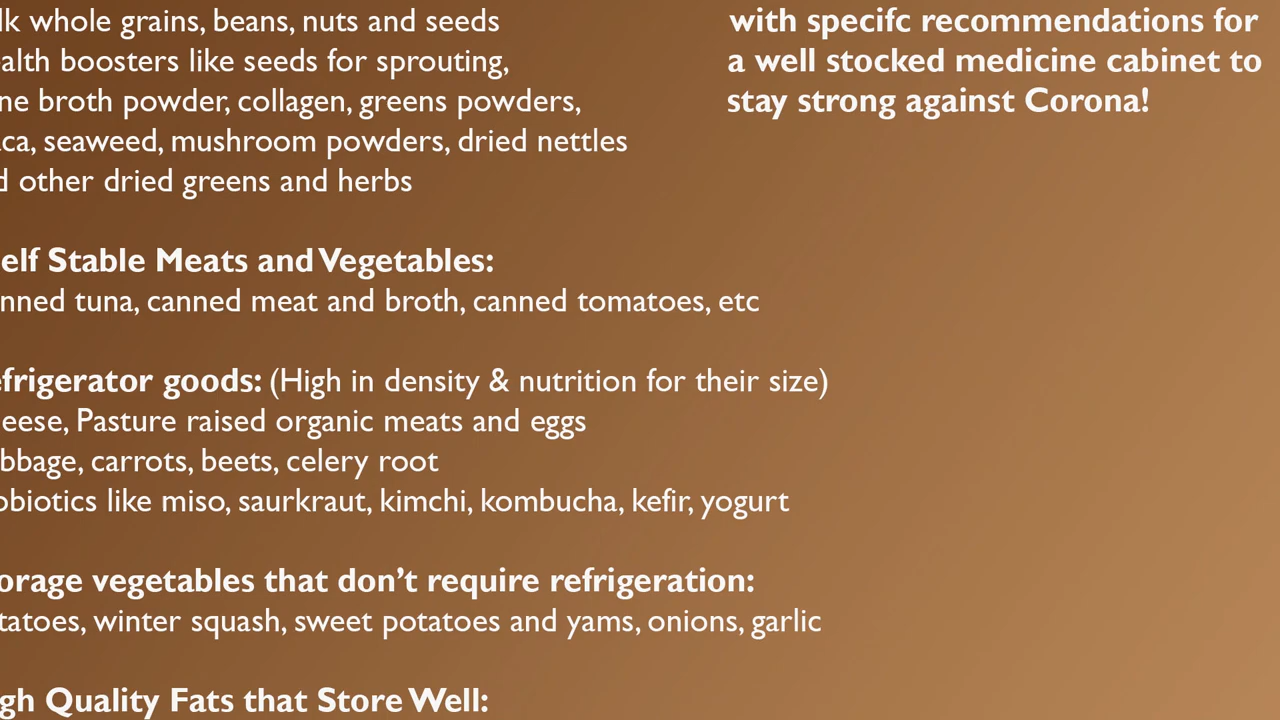 lk whole grains, beans, nuts and seeds
alth boosters like seeds for sprouting,
ne broth powder, collagen, greens powders,
ca, seaweed, mushroom powders, dried nettles
d other dried greens and herbs
elf Stable Meats and Vegetables:
nned tuna, canned meat and broth, canned tomatoes, etc
efrigerator goods: (High in density & nutrition for their size)
eese, Pasture raised organic meats and eggs
bbage, carrots, beets, celery root
obiotics like miso, saurkraut, kimchi, kombucha, kefir, yogurt
orage vegetables that don’t require refrigeration:
tatoes, winter squash, sweet potatoes and yams, onions, garlic
gh Quality Fats that Store Well:
with specifc recommendations for
a well stocked medicine cabinet to
stay strong against Corona!